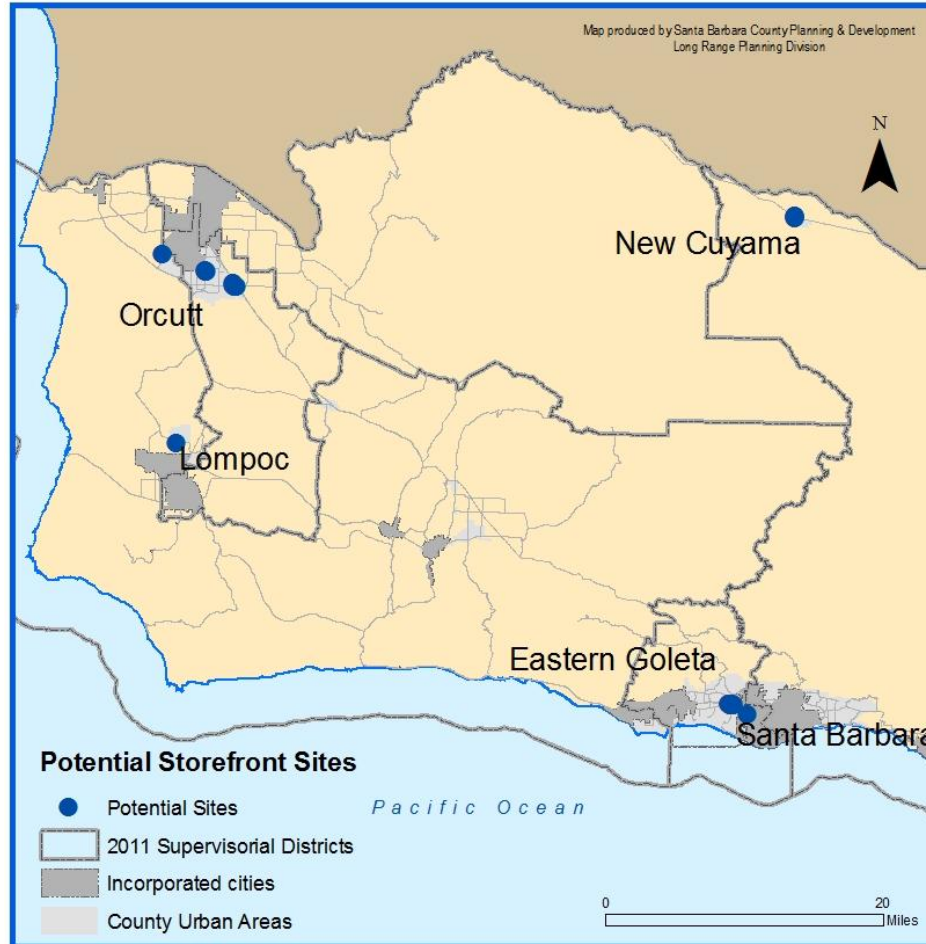 Map produced by Santa Barbara County Planning & Development
Long Range Planning Division
N
New Cuyama
Orcutt
Lompoc
Eastern Goleta
Santa Barbara
Potential Storefront Sites
Potential Sites
Pacific Ocean
2011 Supervisorial Districts
Incorporated cities
County Urban Areas
0 20
Miles